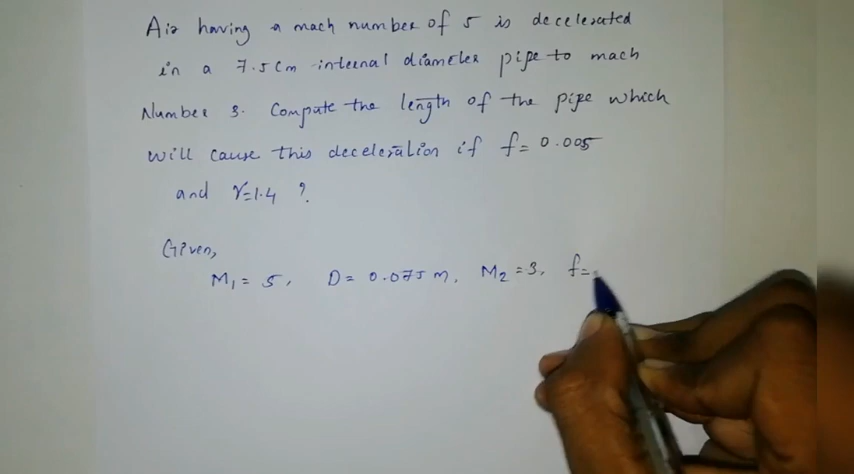 Air having a mach number of 5 is decelerated
in a 7.5cm internal diameter pipe to mach
Number 3. Compute the length of the pipe which
will cause this deceleration if f= 0.005
and γ=1.4 ?
Given,
M₁ = 5, D= 0.075 m, M₂ = 3, f=